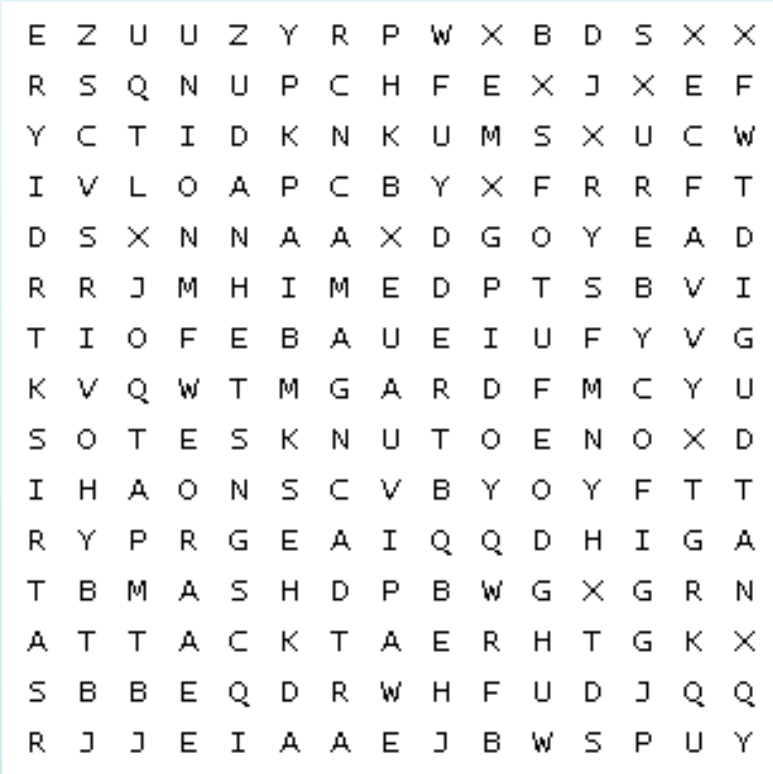 E Z U U Z Y R P W X B D S X X
R S Q N U P C H F E X J X E F
Y C T I D K N K U M S X U C W
I V L O A P C B Y X F R R F T
D S X N N A A X D G O Y E A D
R R J M H I M E D P T S B V I
T I O F E B A U E I U F Y V G
K V Q W T M G A R D F M C Y U
S O T E S K N U T O E N O X D
I H A O N S C V B Y O Y F T T
R Y P R G E A I Q Q D H I G A
T B M A S H D P B W G X G R N
A T T A C K T A E R H T G K X
S B B E Q D R W H F U D J Q Q
R J J E I A A E J B W S P U Y